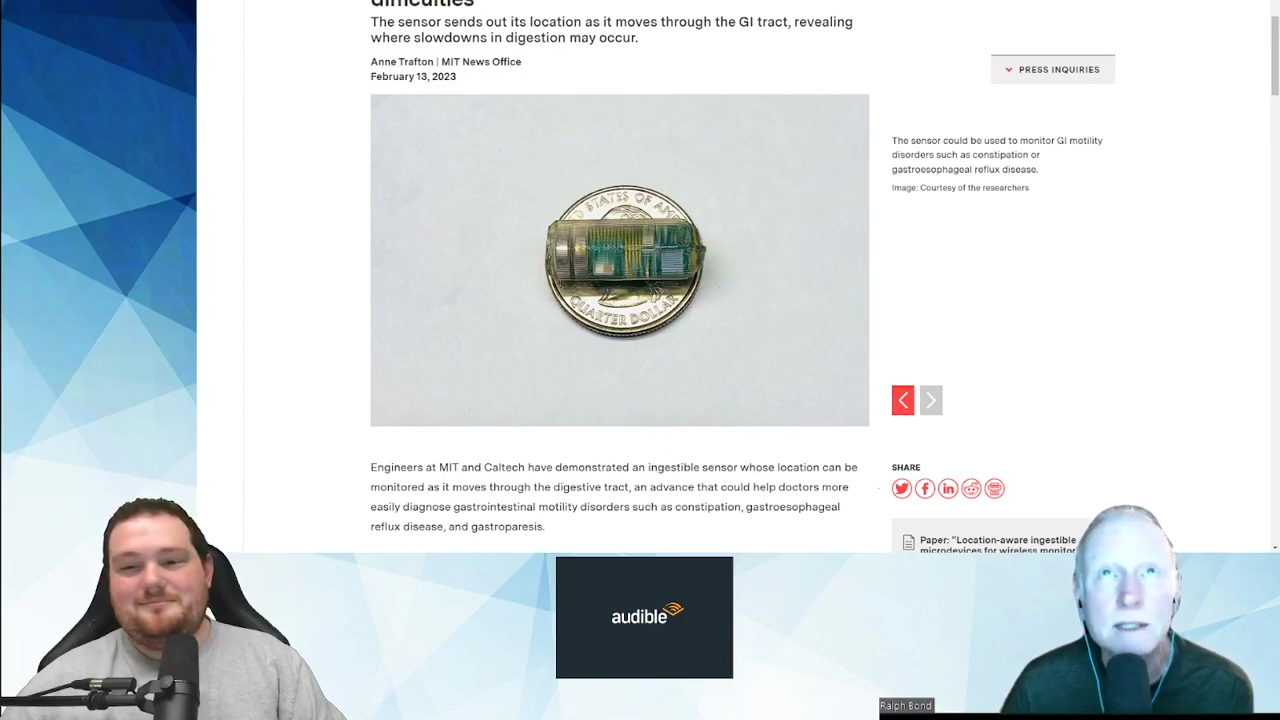 difficulties
The sensor sends out its location as it moves through the GI tract, revealing
where slowdowns in digestion may occur.
Anne Trafton | MIT News Office
February 13, 2023
PRESS INQUIRIES
STATES OF AM
QUARTER DOLLAR
The sensor could be used to monitor GI motility
disorders such as constipation or
gastroesophageal reflux disease.
Image: Courtesy of the researchers
Engineers at MIT and Caltech have demonstrated an ingestible sensor whose location can be
monitored as it moves through the digestive tract, an advance that could help doctors more
easily diagnose gastrointestinal motility disorders such as constipation, gastroesophageal
reflux disease, and gastroparesis.
SHARE
Paper: "Location-aware ingestible
microdevices for wireless monitor
audible
Ralph Bond